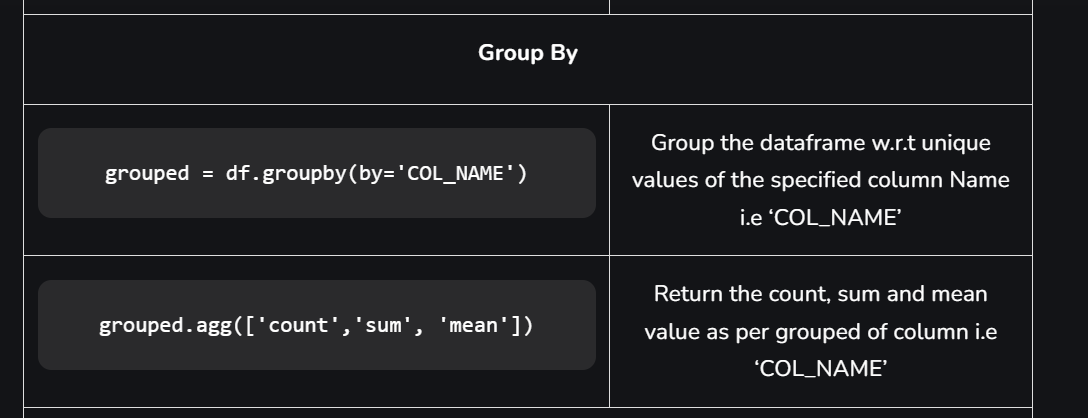 Group By
grouped = df.groupby(by='COL_NAME')
Group the dataframe w.r.t unique
values of the specified column Name
i.e ‘COL_NAME’
grouped.agg(['count','sum', 'mean'])
Return the count, sum and mean
value as per grouped of column i.e
‘COL_NAME’